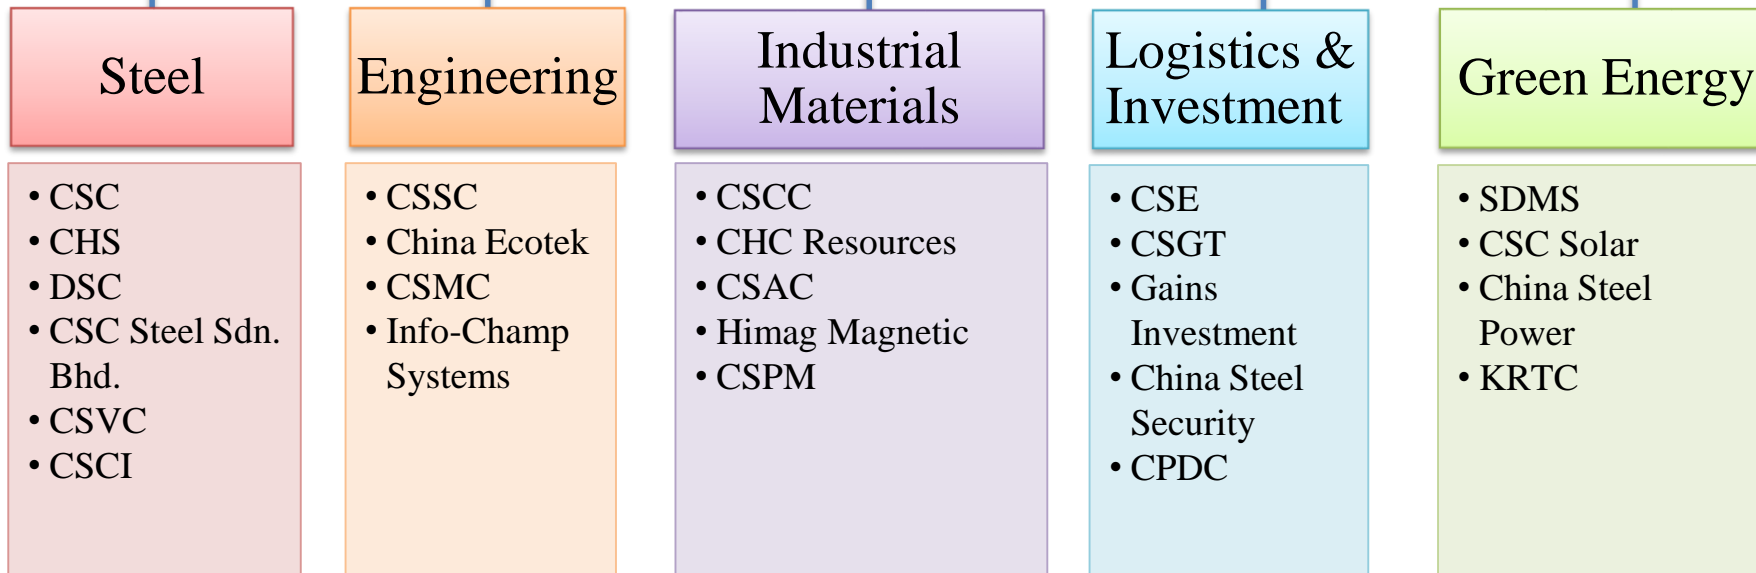 Steel
• CSC
• CHS
• DSC
• CSC Steel Sdn.
Bhd.
• CSVC
• CSCI
Engineering
• CSSC
• China Ecotek
• CSMC
• Info-Champ
Systems
Industrial
Materials
• CSCC
• CHC Resources
• CSAC
• Himag Magnetic
• CSPM
Logistics &
Investment
• CSE
• CSGT
• Gains
Investment
• China Steel
Security
• CPDC
Green Energy
• SDMS
• CSC Solar
• China Steel
Power
• KRTC